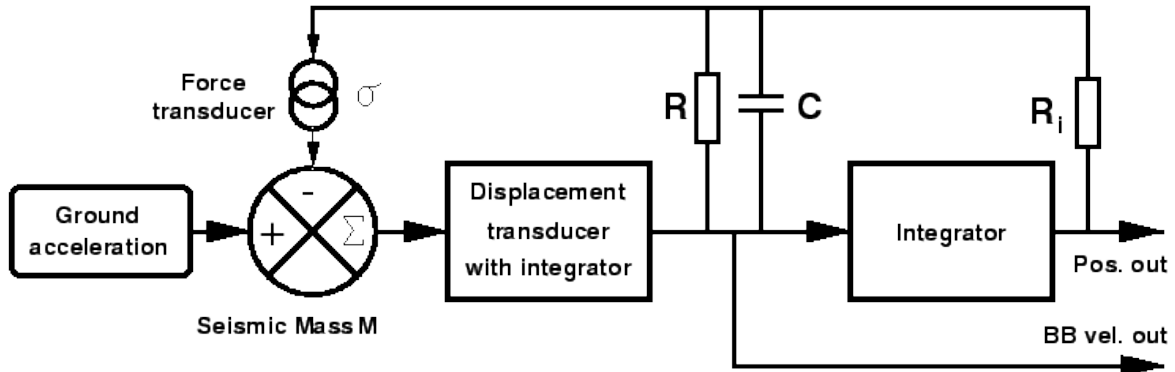 Force
transducer
σ
R
C
R i
Ground
acceleration
+
-
Σ
Displacement
transducer
with integrator
Integrator
Pos. out
Seismic Mass M
BB vel. out